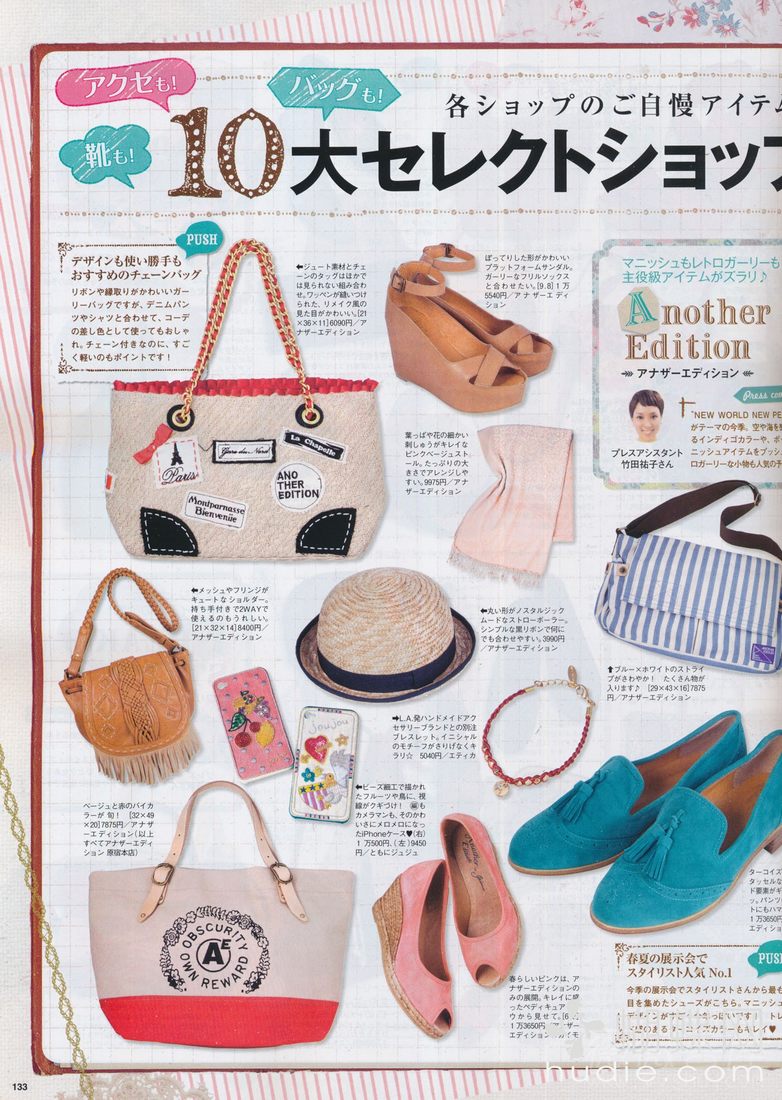 アクセも!
バッグも!
靴も!
各ショップのご自慢アイテム
10大セレクトショップ
PUSH
デザインも使い勝手も
おすすめのチェーンバッグ
リボンや縁取りがかわいいガー
リーバッグですが、デニムパン
ツやシャツと合わせて、コーデ
の差し色として使ってもおしゃ
れ。チェーン付きなのに、すご
く軽いのもポイントです!
←ジュート素材とチェ
ーンのタッグはほかで
は見られない組み合わ
せ。ワッペンが縫いつけ
られた、リメイク風の
見た目がかわいい。[21
×36×11]6090円/ア
ナザーエディション
ぽってりした形がかわいい
プラットフォームサンダル。
ガーリーなフリルソックス
と合わせたい。[9.8]1万
5540円/アナザーエディ
ション
マニッシュもレトロガーリーも
主役級アイテムがズラリ♪
Another
Edition
アナザーエディション
プレスアシスタント
竹田祐子さん
Press com
"NEW WORLD NEW PE
がテーマの今季。空や海を
るインディゴカラーや、ボ
ニッシュアイテムをプッシ
ロガーリーな小物も人気の
Paris
Gare du Nord
La Chapelle
ANO
THER
EDITION
Montparnasse
Bienvenüe
葉っぱや花の細かい
刺しゅうがキレイな
ピンクベージュスト
ール。たっぷりの大
きさでアレンジしや
すい。9975円/アナ
ザーエディション
←メッシュやフリンジが
キュートなショルダー。
持ち手付きで2WAYで
使えるのもうれしい。
[21×32×14]8400円/
アナザーエディション
←丸い形がノスタルジック
ムードなストローボーラー。
シンプルな黒リボンで何に
でも合わせやすい。3990円
/アナザーエディション
⬆ブルー×ホワイトのストライ
プがさわやか! たくさん物が
入ります♪ [29×43×16]7875
円/アナザーエディション
joujou
➡L.A.発ハンドメイドアク
セサリーブランドとの別注
ブレスレット。イニシャル
のモチーフがさりげなくキ
ラリ☆ 5040円/エティカ
←ビーズ細工で描かれ
たフルーツや鳥に、視
線がクギづけ! 編も
カメラマンも、そのかわ
いさにメロメロになっ
たiPhoneケース♥(右)
1万500円、(左)9450
円/ともにジュジュ
ベージュと赤のバイカ
ラーが旬! [32×49
×20]7875円/アナザ
ーエディション(以上
すべてアナザーエディ
ション 原宿本店)
OBSCURITY
AE
OWN REWARD
春らしいピンクは、ア
ナザーエディションの
みの展開。キレイに
ったペディキュア
ウから見せて。
1万3650円/アナザー
ターコイズ
タッセルな
ド要素がギ
ッ。パンツ
トにもハマ
1万3650円
エディショ
春夏の展示会で
スタイリスト人気 No.1
PUSH
今季の展示会でスタイリストさんから最も
目を集めたシューズがこちら。マニッシ
133
hudie.com